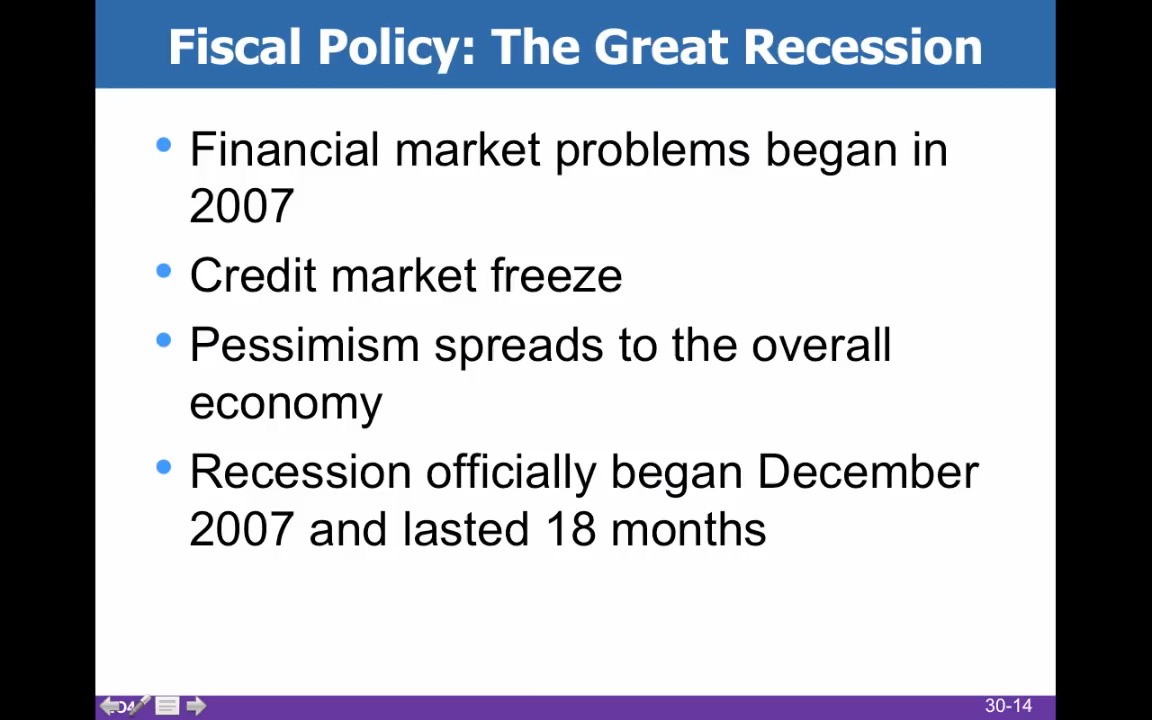 Fiscal Policy: The Great Recession
Financial market problems began in
2007
Credit market freeze
Pessimism spreads to the overall
economy
Recession officially began December
2007 and lasted 18 months
30-14